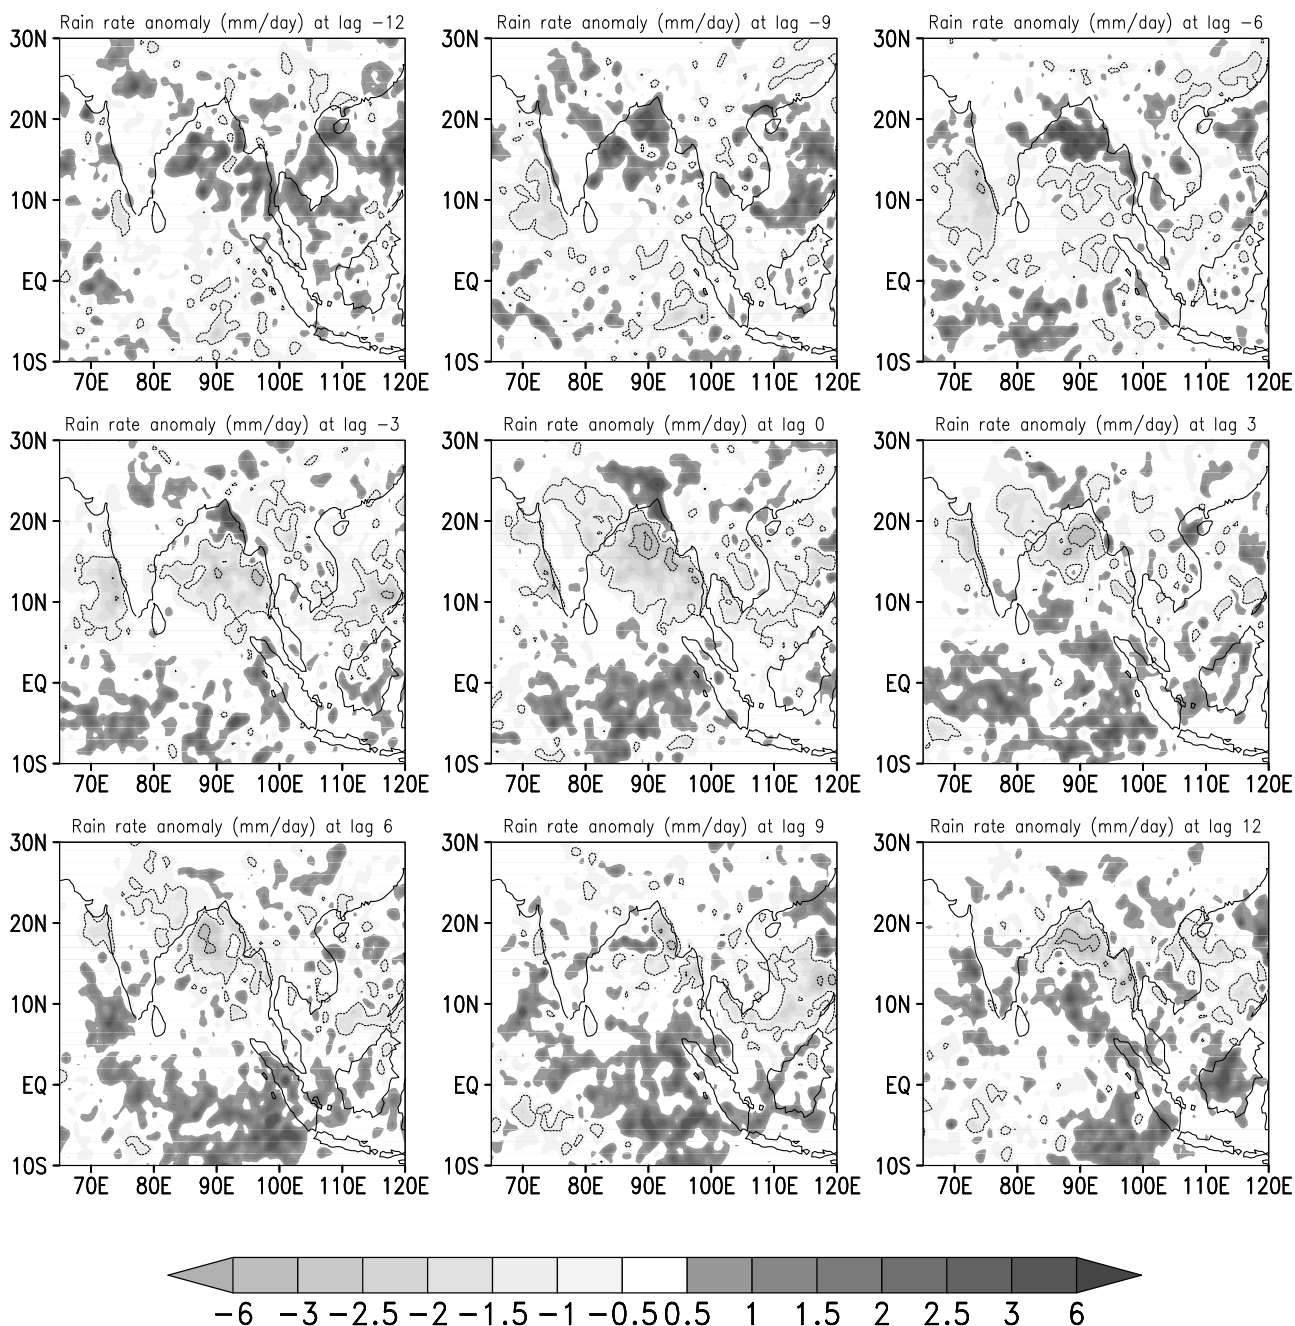 Rain rate anomaly (mm/day) at lag −12
Rain rate anomaly (mm/day) at lag −9
Rain rate anomaly (mm/day) at lag −6
30N 30N 30N
20N 20N 20N
10N 10N 10N
EQ EQ EQ
10S 10S 10S
70E 80E 90E 100E 110E 120E 70E 80E 90E 100E 110E 120E 70E 80E 90E 100E 110E 120E
Rain rate anomaly (mm/day) at lag −3
Rain rate anomaly (mm/day) at lag 0
Rain rate anomaly (mm/day) at lag 3
30N 30N 30N
20N 20N 20N
10N 10N 10N
EQ EQ EQ
10S 10S 10S
70E 80E 90E 100E 110E 120E 70E 80E 90E 100E 110E 120E 70E 80E 90E 100E 110E 120E
Rain rate anomaly (mm/day) at lag 6
Rain rate anomaly (mm/day) at lag 9
Rain rate anomaly (mm/day) at lag 12
30N 30N 30N
20N 20N 20N
10N 10N 10N
EQ EQ EQ
10S 10S 10S
70E 80E 90E 100E 110E 120E 70E 80E 90E 100E 110E 120E 70E 80E 90E 100E 110E 120E
−6 −3 −2.5 −2 −1.5 −1 −0.5 0.5 1 1.5 2 2.5 3 6